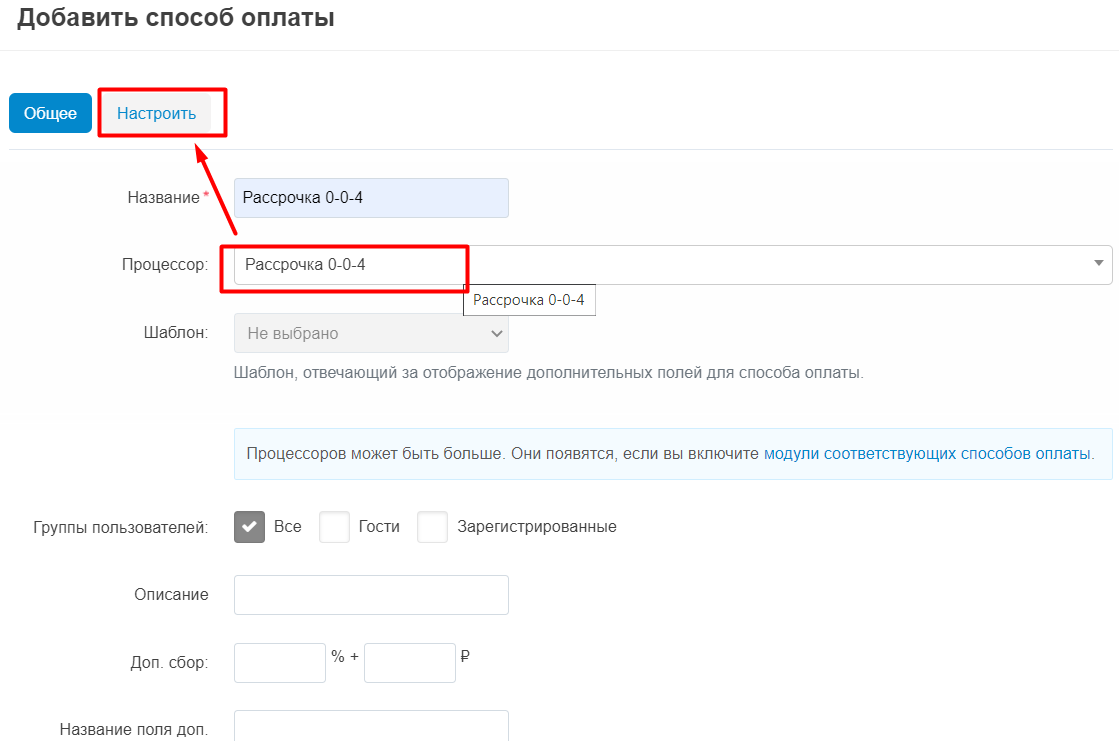 Добавить способ оплаты
Общее
Настроить
Название *
Рассрочка 0-0-4
Процессор:
Рассрочка 0-0-4
Рассрочка 0-0-4
Шаблон:
Не выбрано
Шаблон, отвечающий за отображение дополнительных полей для способа оплаты.
Процессоров может быть больше. Они появятся, если вы включите модули соответствующих способов оплаты.
Группы пользователей:
Все
Гости
Зарегистрированные
Описание
Доп. сбор:
% +
₽
Название поля доп.